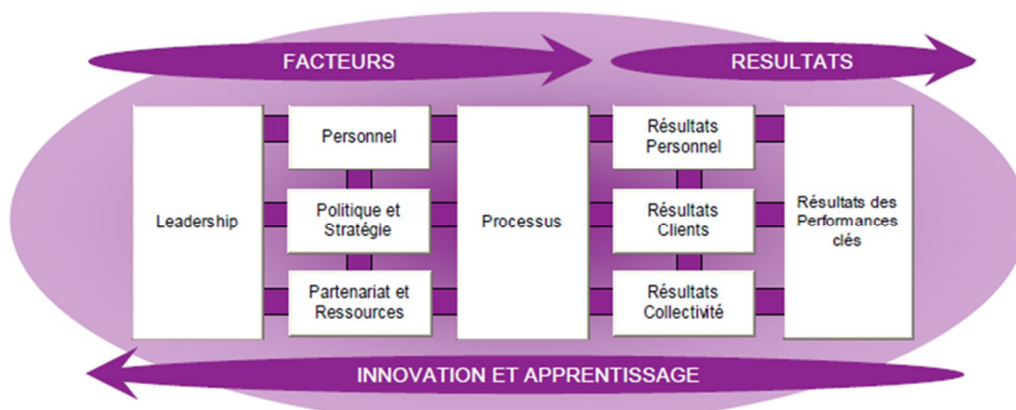 FACTEURS
RESULTATS
Leadership
Personnel
Politique et
Stratégie
Partenariat et
Ressources
Processus
Résultats
Personnel
Résultats
Clients
Résultats
Collectivité
Résultats des
Performances
clés
INNOVATION ET APPRENTISSAGE